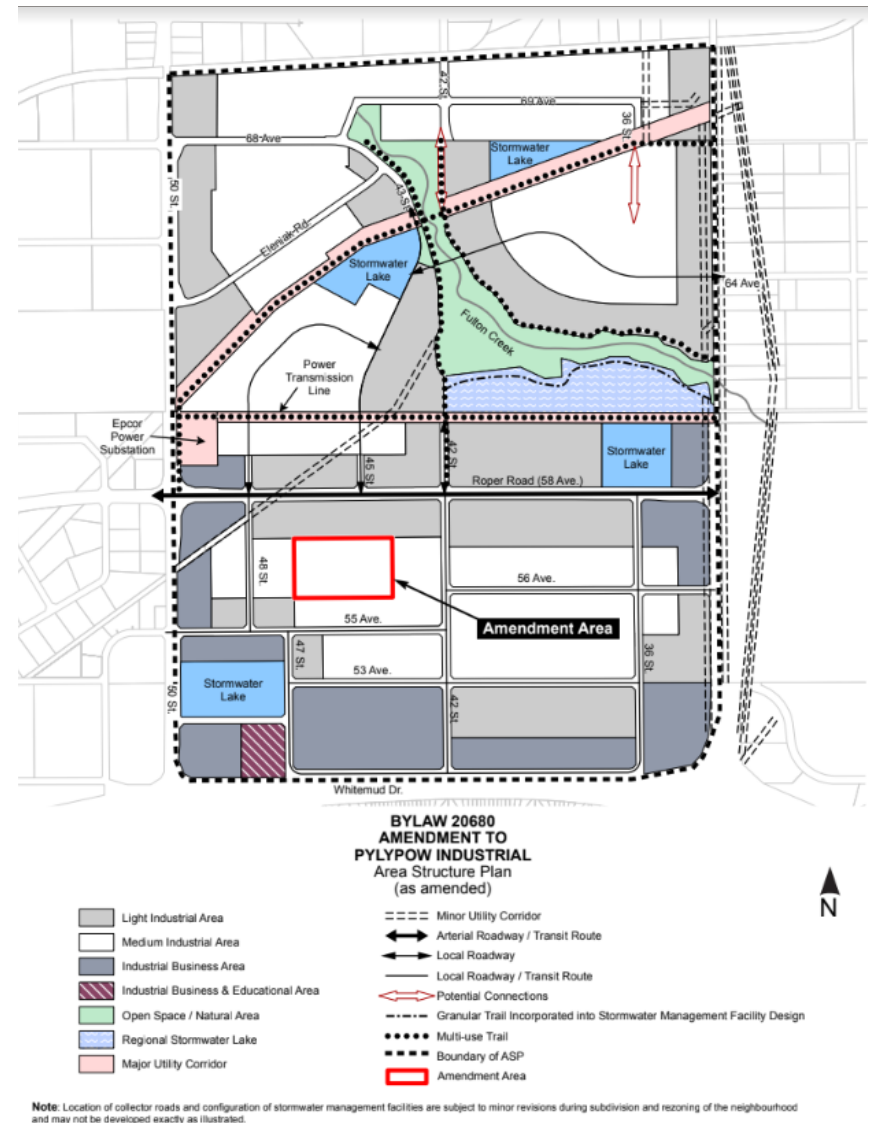 42 St.
69 Ave
68 Ave
36 St.
Stormwater
Lake
50 St.
43 St.
Eleniak Rd.
Stormwater
Lake
64 Ave.
Fulton Creek
Power
Transmission
Line
Epcor
Power
Substation
45 St.
42 St.
Stormwater
Lake
Roper Road (58 Ave.)
48 St.
56 Ave.
55 Ave.
Amendment Area
47 St.
53 Ave.
36 St.
Stormwater
Lake
50 St.
42 St.
Whitemud Dr.
BYLAW 20680
AMENDMENT TO
PYLYPOW INDUSTRIAL
Area Structure Plan
(as amended)
N
Light Industrial Area
Medium Industrial Area
Industrial Business Area
Industrial Business & Educational Area
Open Space / Natural Area
Regional Stormwater Lake
Major Utility Corridor
Minor Utility Corridor
Arterial Roadway / Transit Route
Local Roadway
Local Roadway / Transit Route
Potential Connections
Granular Trail Incorporated into Stormwater Management Facility Design
Multi-use Trail
Boundary of ASP
Amendment Area
Note: Location of collector roads and configuration of stormwater management facilities are subject to minor revisions during subdivision and rezoning of the neighbourhood
and may not be developed exactly as illustrated.